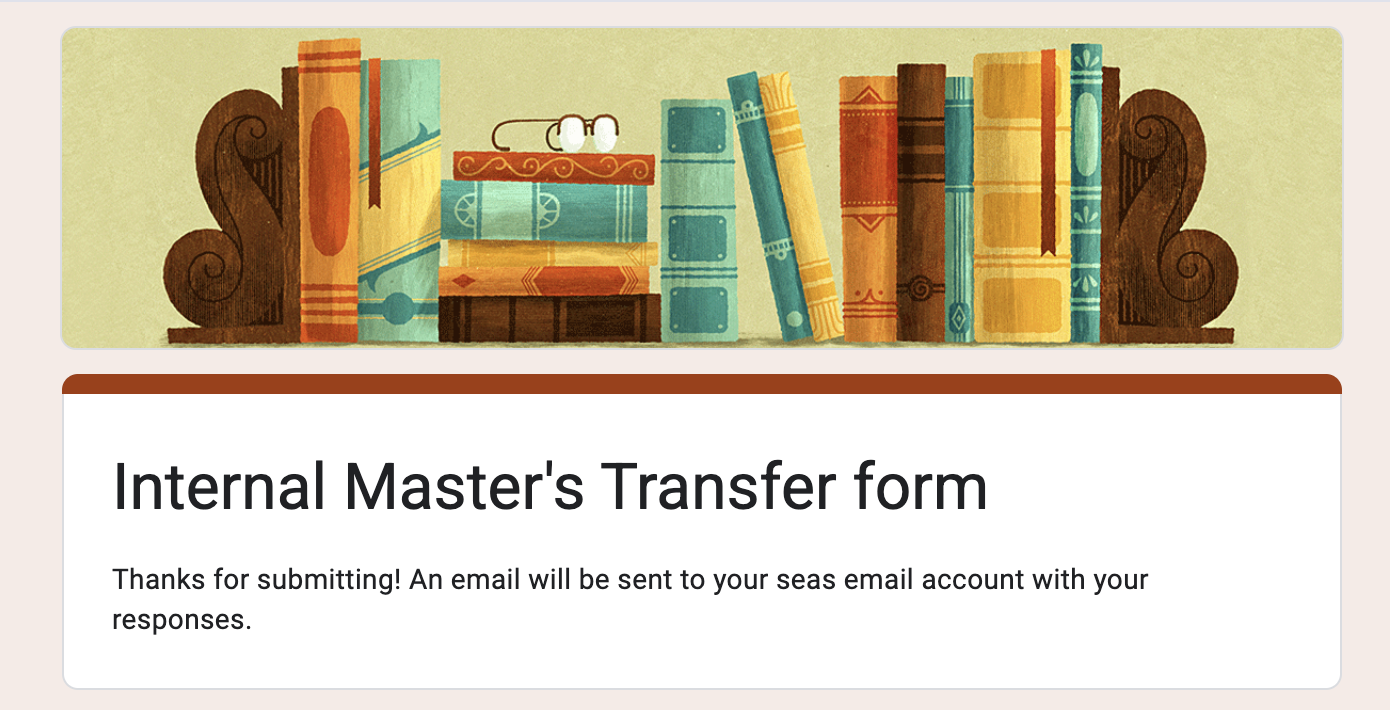 Internal Master's Transfer form
Thanks for submitting! An email will be sent to your seas email account with your
responses.